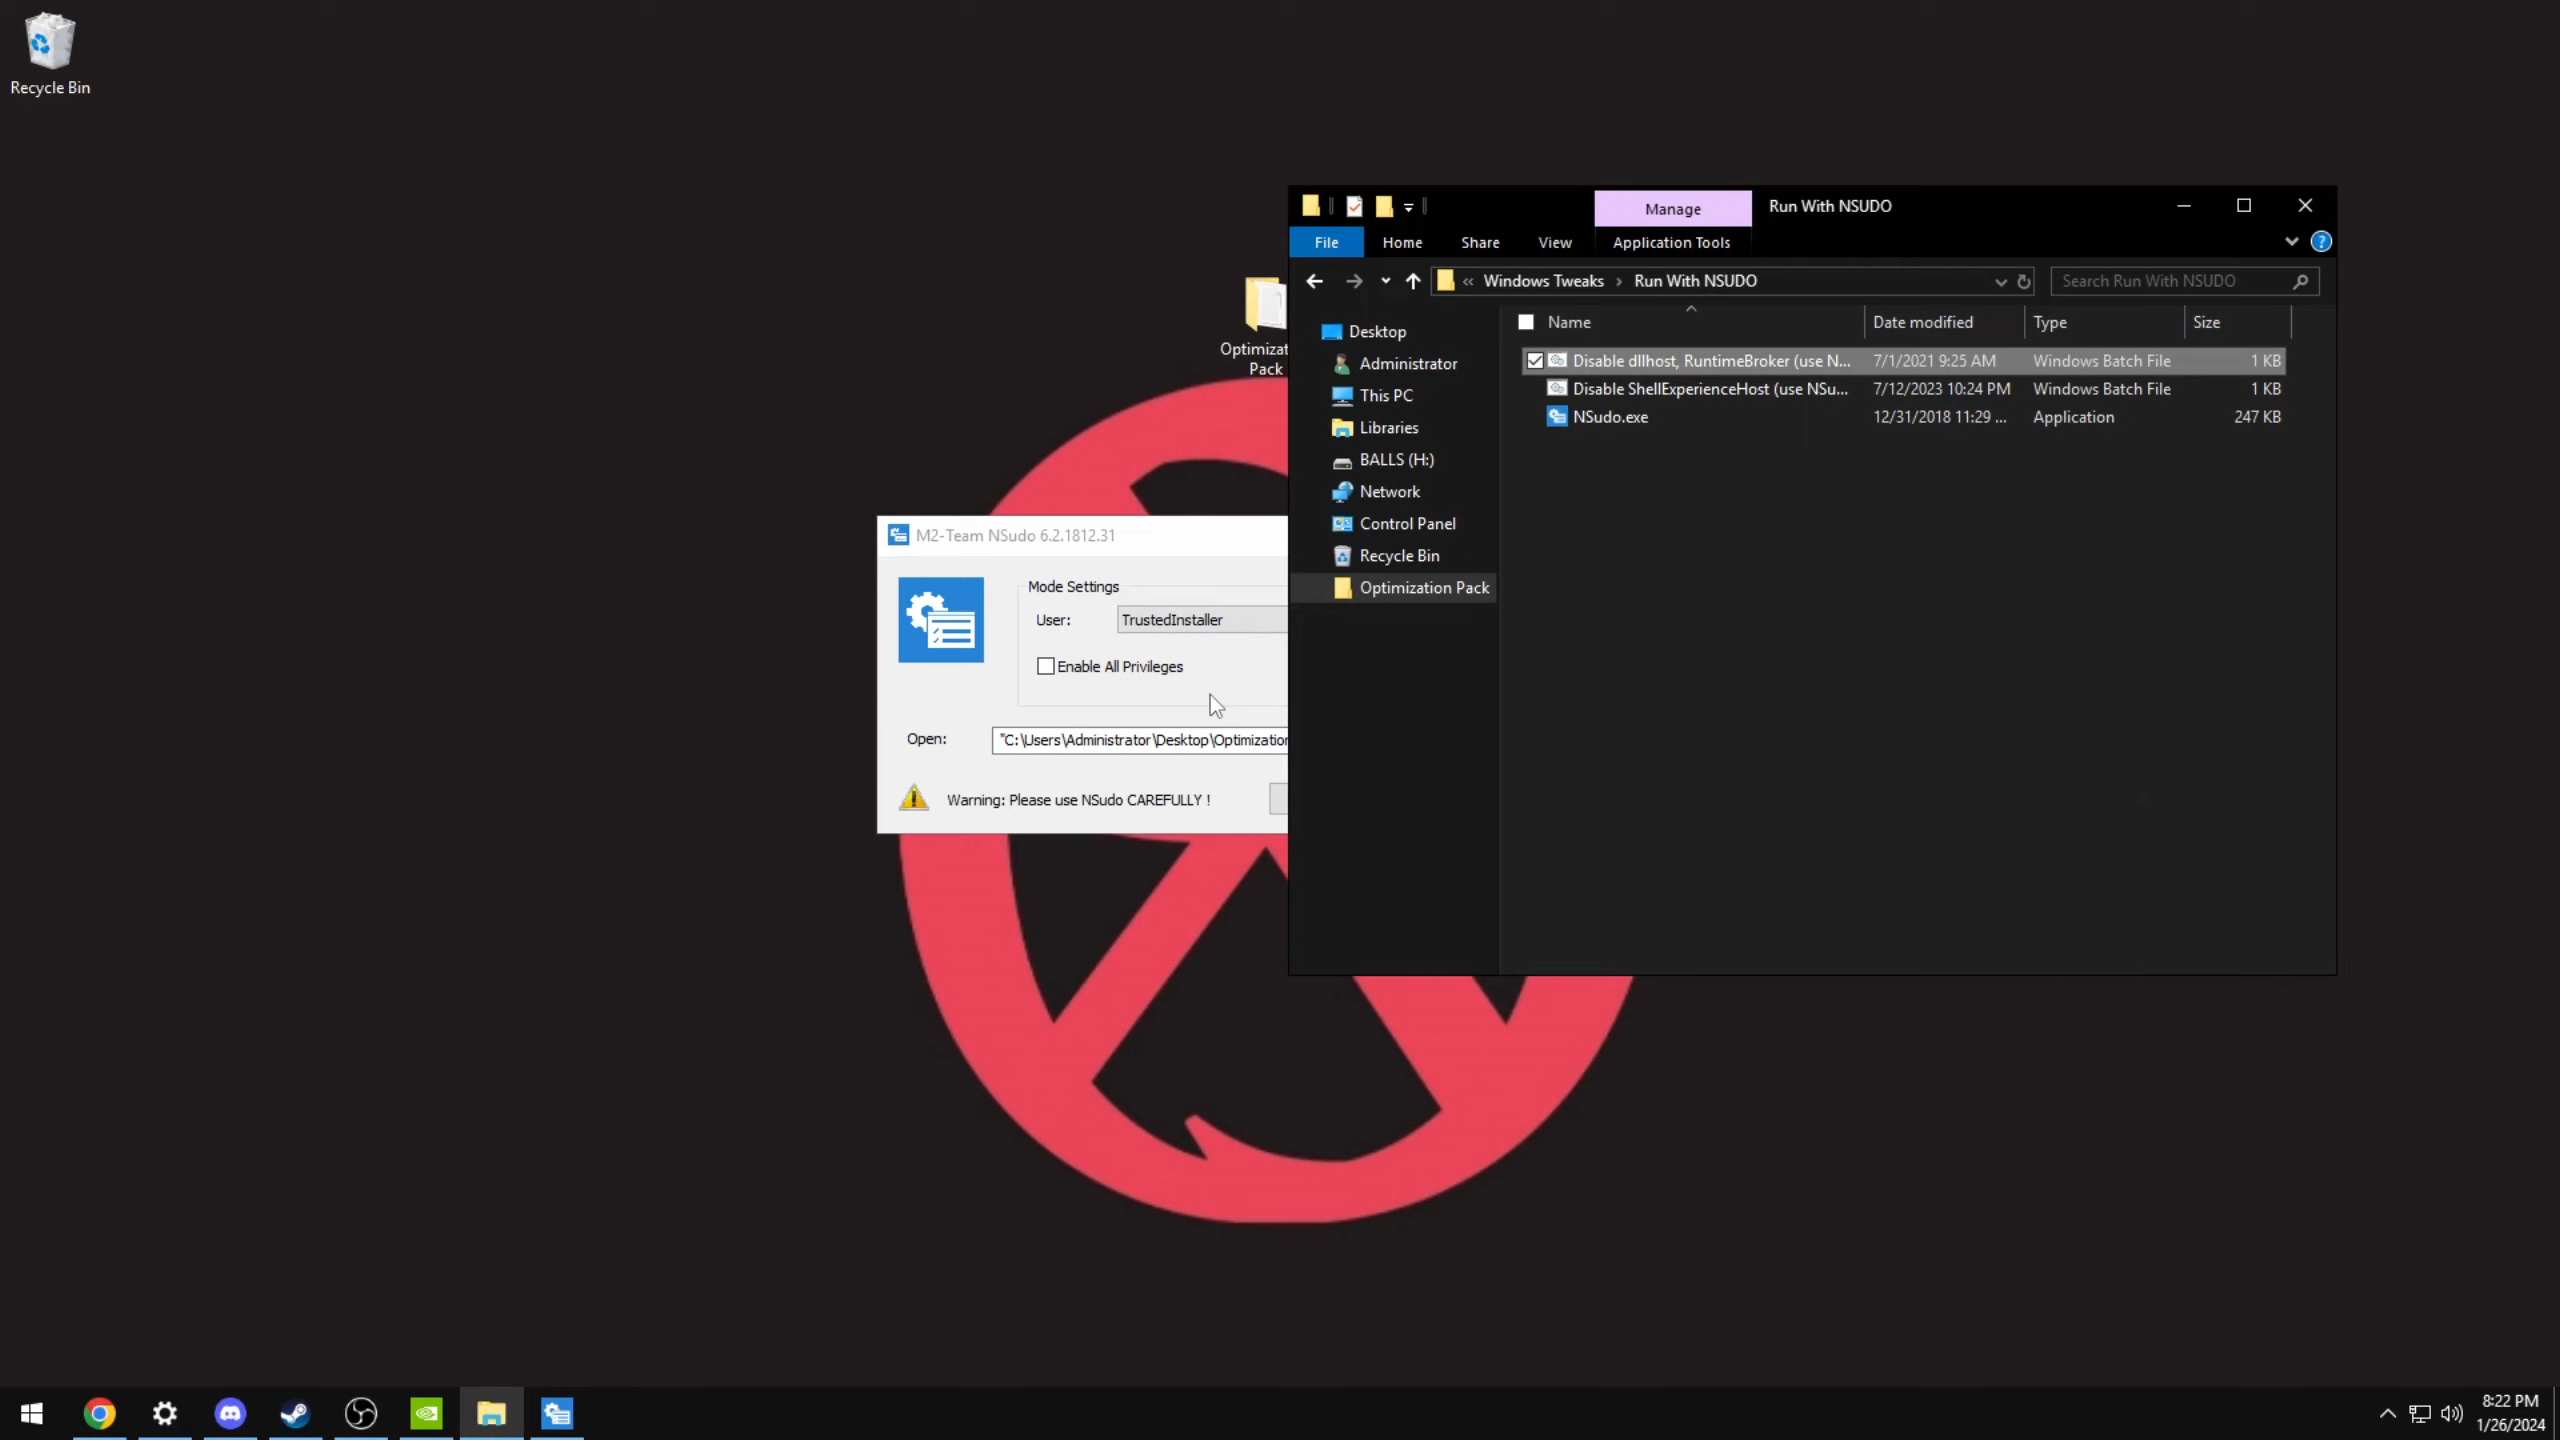 Recycle Bin
Optimizat
Pack
M2-Team NSudo 6.2.1812.31
Mode Settings
User:
TrustedInstaller
Enable All Privileges
Open:
"C:\Users\Administrator\Desktop\Optimization
Warning: Please use NSudo CAREFULLY !
Manage
Run With NSUDO
File
Home
Share
View
Application Tools
?
« Windows Tweaks › Run With NSUDO
Search Run With NSUDO
Desktop
Administrator
This PC
Libraries
BALLS (H:)
Network
Control Panel
Recycle Bin
Optimization Pack
Name Date modified Type Size
Disable dllhost, RuntimeBroker (use N... 7/1/2021 9:25 AM Windows Batch File 1 KB
Disable ShellExperienceHost (use NSu... 7/12/2023 10:24 PM Windows Batch File 1 KB
NSudo.exe 12/31/2018 11:29 ... Application 247 KB
8:22 PM
1/26/2024